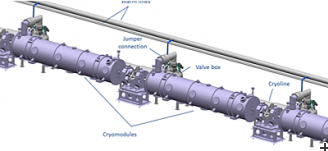 Jumper
connection
Valve box
Cryoline
Cryomodules